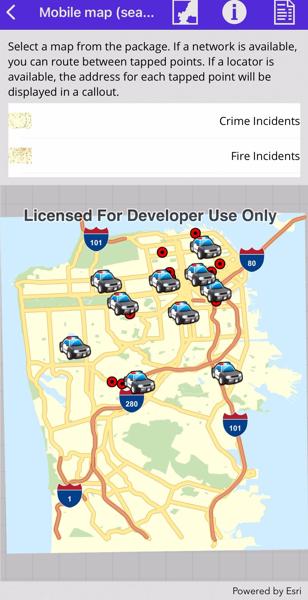 Mobile map (sea...
Select a map from the package. If a network is available,
you can route between tapped points. If a locator is
available, the address for each tapped point will be
displayed in a callout.
Crime Incidents
Fire Incidents
Licensed For Developer Use Only
101
80
280
101
1
Powered by Esri